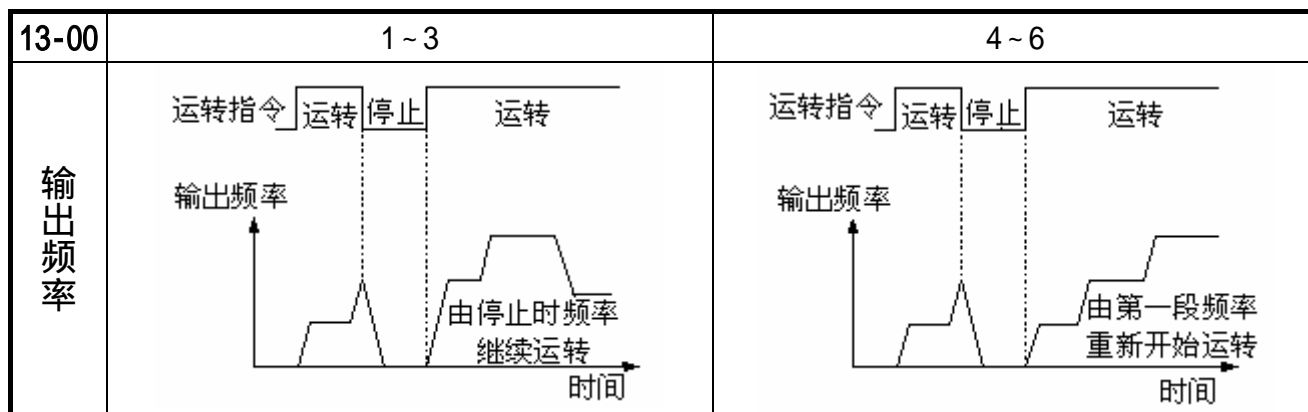 13-00
1~3
4~6
输出频率
运转指令
运转
停止
运转
输出频率
由停止时频率
继续运转
时间
运转指令
运转
停止
运转
输出频率
由第一段频率
重新开始运转
时间